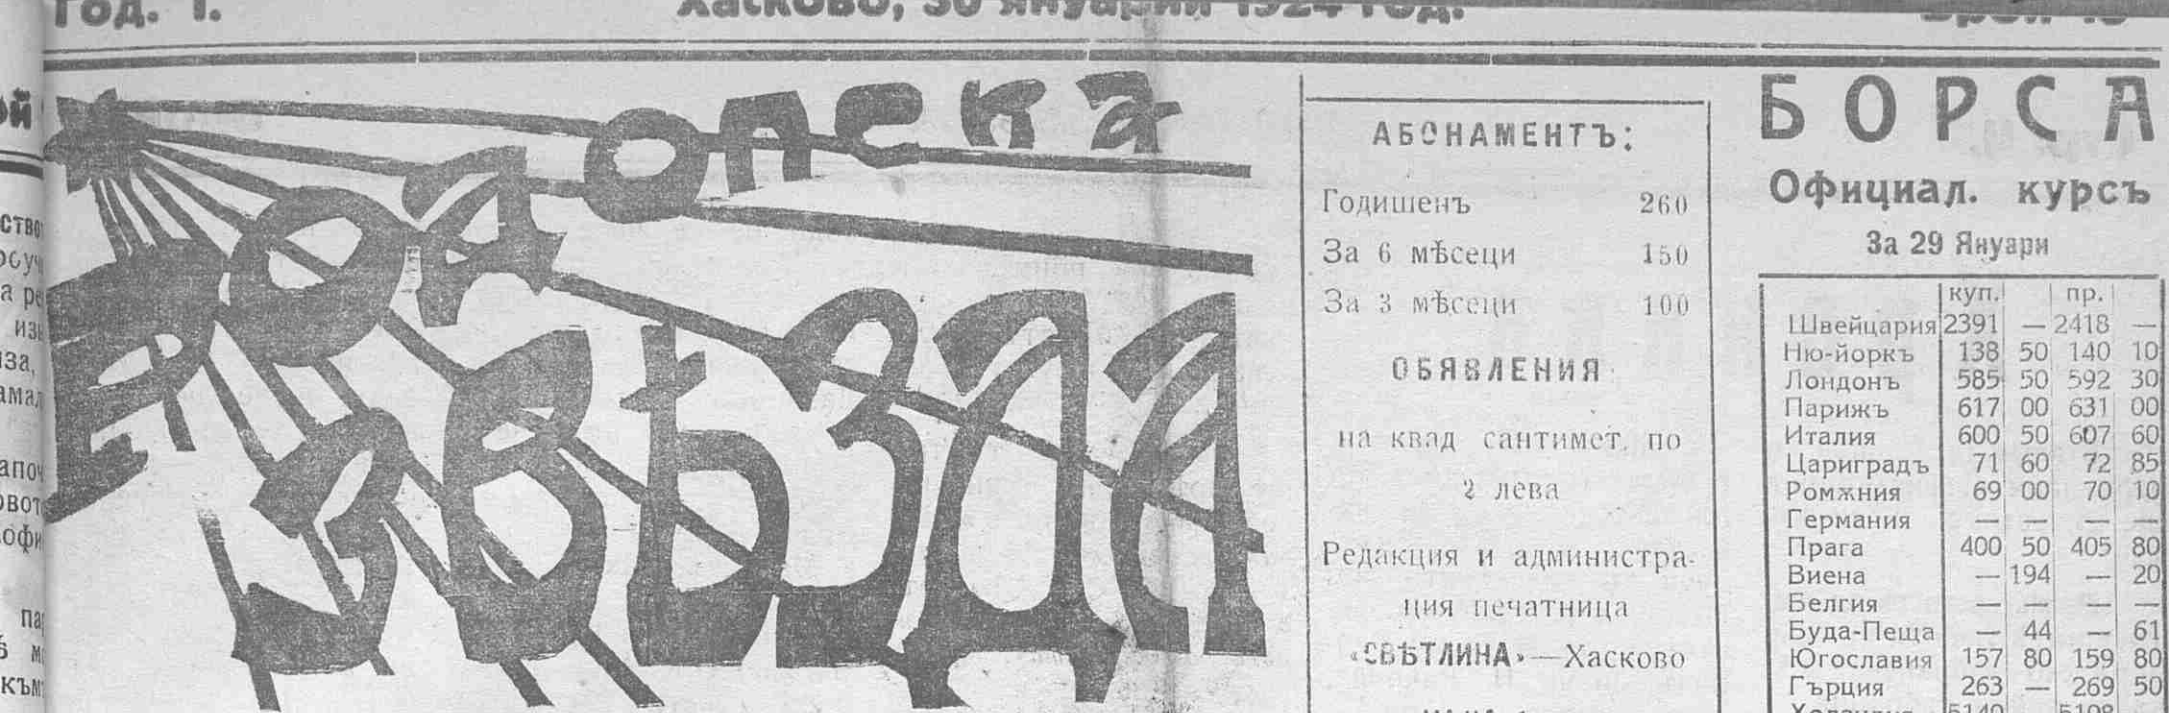 Год. 1.
Хасково, 30 януарий 1924 год.
Родопска
звѣзда
АБОНАМЕНТЪ:
Годишенъ 260
За 6 мѣсеци 150
За 3 мѣсеци 100
ОБЯВЛЕНИЯ
на квад сантимет. по
2 лева
Редакция и администра-
ция печатница
«СВѢТЛИНА»—Хасково
БОРСА
Официал. курсъ
За 29 Януари
куп. пр.
Швейцария 2391 — 2418 —
Ню-йоркъ 138 50 140 10
Лондонъ 585 50 592 30
Парижъ 617 00 631 00
Италия 600 50 607 60
Цариградъ 71 60 72 85
Ромѫния 69 00 70 10
Германия — — — —
Прага 400 50 405 80
Виена — 194 — 20
Белгия — — — —
Буда-Пеща — 44 — 61
Югославия 157 80 159 80
Гърция 263 — 269 50